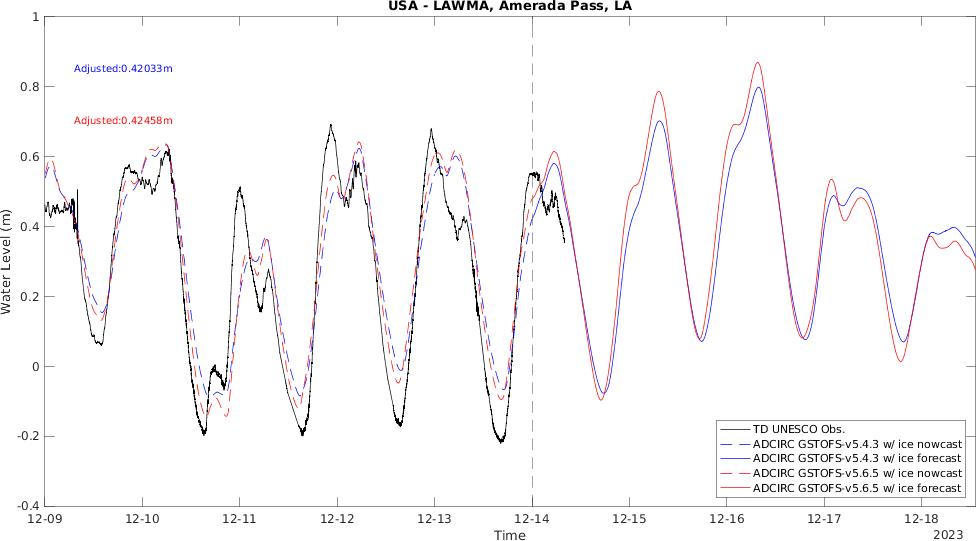 USA - LAWMA, Amerada Pass, LA
1
0.8
0.6
0.4
0.2
0
-0.2
-0.4
Water Level (m)
Adjusted:0.42033m
Adjusted:0.42458m
TD UNESCO Obs.
ADCIRC GSTOFS-v5.4.3 w/ ice nowcast
ADCIRC GSTOFS-v5.4.3 w/ ice forecast
ADCIRC GSTOFS-v5.6.5 w/ ice nowcast
ADCIRC GSTOFS-v5.6.5 w/ ice forecast
12-09 12-10 12-11 12-12 12-13 12-14 12-15 12-16 12-17 12-18
Time
2023